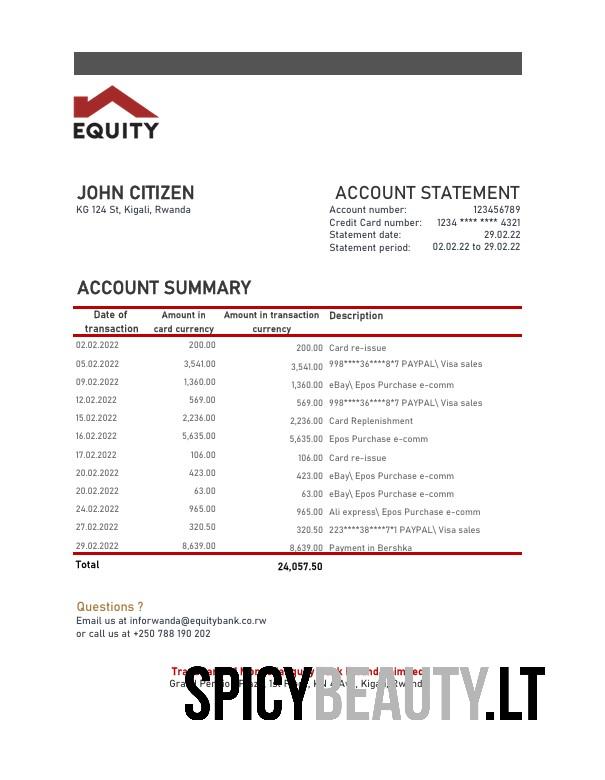 EQUITY
JOHN CITIZEN
KG 124 St, Kigali, Rwanda
ACCOUNT STATEMENT
Account number: 123456789
Credit Card number: 1234 **** **** 4321
Statement date: 29.02.22
Statement period: 02.02.22 to 29.02.22
ACCOUNT SUMMARY
Date of transaction Amount in card currency Amount in transaction currency Description
02.02.2022 200.00 200.00 Card re-issue
05.02.2022 3,541.00 3,541.00 998****36****8*7 PAYPAL\ Visa sales
09.02.2022 1,360.00 1,360.00 eBay\ Epos Purchase e-comm
12.02.2022 569.00 569.00 998****36****8*7 PAYPAL\ Visa sales
15.02.2022 2,236.00 2,236.00 Card Replenishment
16.02.2022 5,635.00 5,635.00 Epos Purchase e-comm
17.02.2022 106.00 106.00 Card re-issue
20.02.2022 423.00 423.00 eBay\ Epos Purchase e-comm
20.02.2022 63.00 63.00 eBay\ Epos Purchase e-comm
24.02.2022 965.00 965.00 Ali express\ Epos Purchase e-comm
27.02.2022 320.50 320.50 223****38****7*1 PAYPAL\ Visa sales
29.02.2022 8,639.00 8,639.00 Payment in Bershka
Total 24,057.50
Questions ?
Email us at inforwanda@equitybank.co.rw
or call us at +250 788 190 202
SPICYBEAUTY.LT